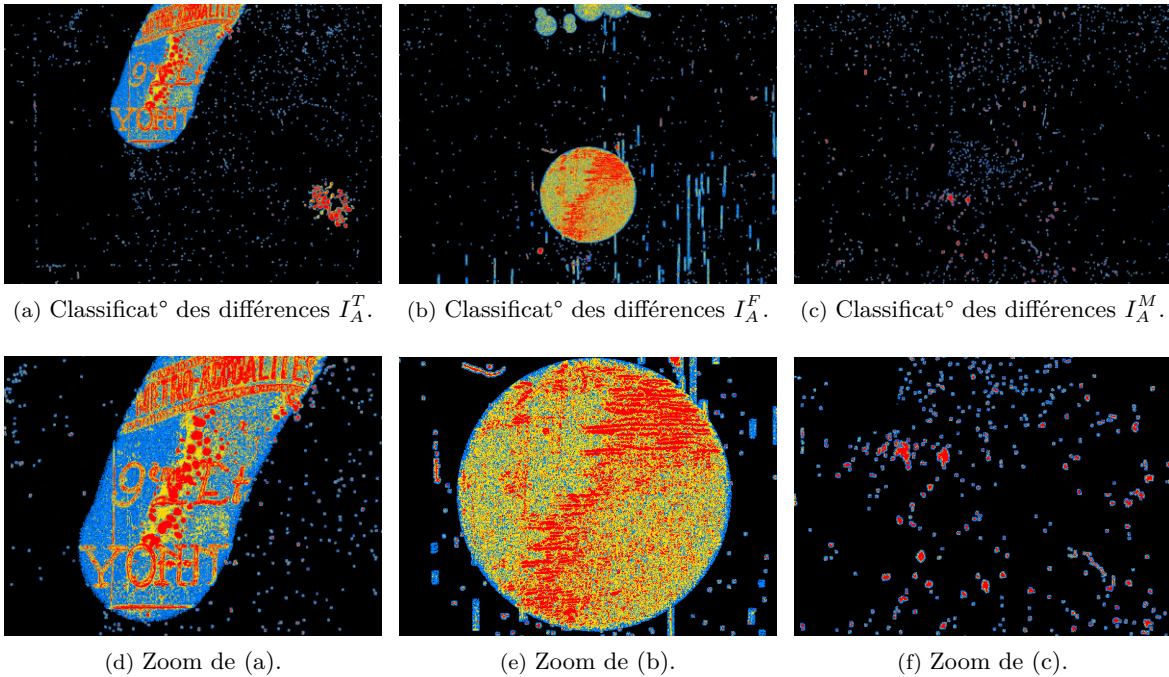 (a) Classificat° des différences $I_A^T$.
(b) Classificat° des différences $I_A^F$.
(c) Classificat° des différences $I_A^M$.
(d) Zoom de (a).
(e) Zoom de (b).
(f) Zoom de (c).